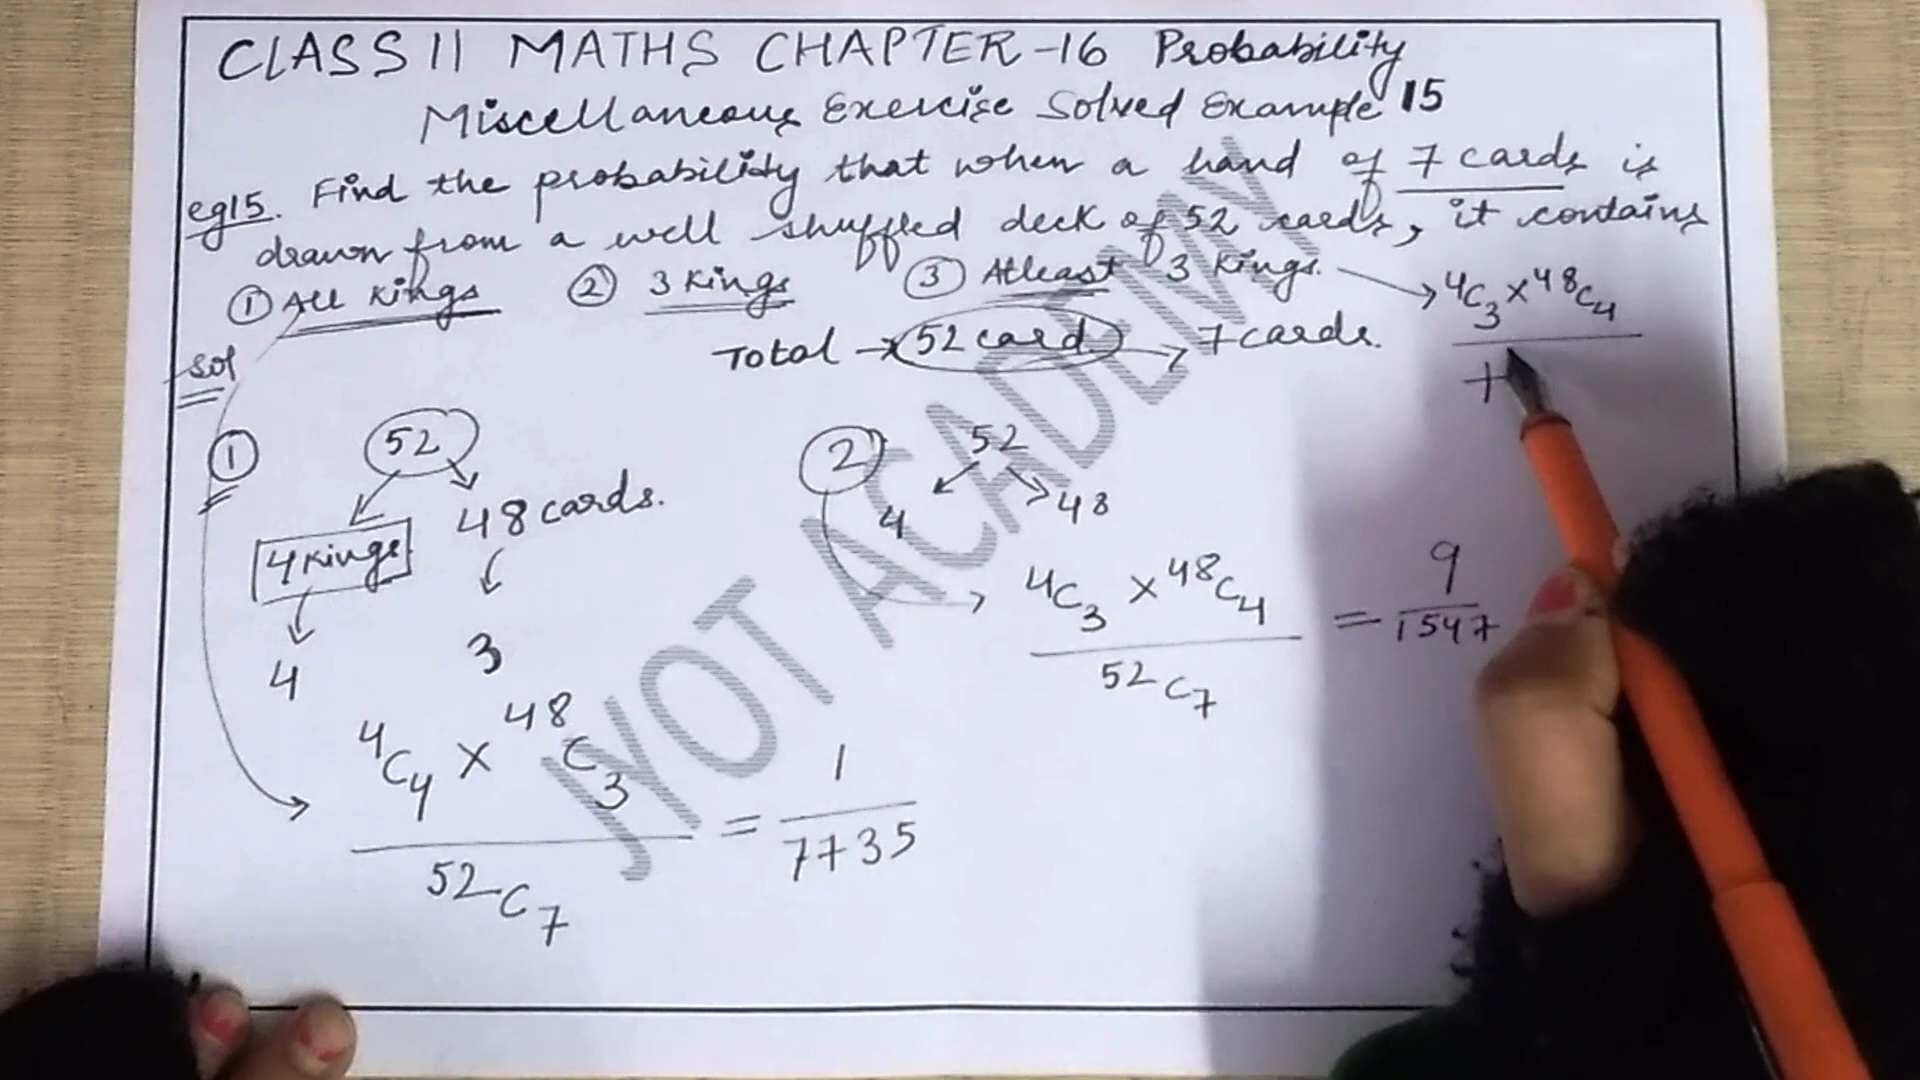 CLASS 11 MATHS CHAPTER-16 Probability
Miscellaneous Exercise Solved Example 15
eg15. Find the probability that when a hand of 7 cards is
drawn from a well shuffled deck of 52 cards, it contains
① All Kings ② 3 Kings ③ Atleast 3 Kings. → ⁴C₃ × ⁴⁸C₄
Sol
Total → 52 card → 7 cards.
+
① 52
4 Kings 48 cards.
4 3
⁴C₄ × ⁴⁸C₃
⁵²C₇
= 1
7735
② 52
4 48
⁴C₃ × ⁴⁸C₄
⁵²C₇
= 9
1547
JYOT ACADEMY